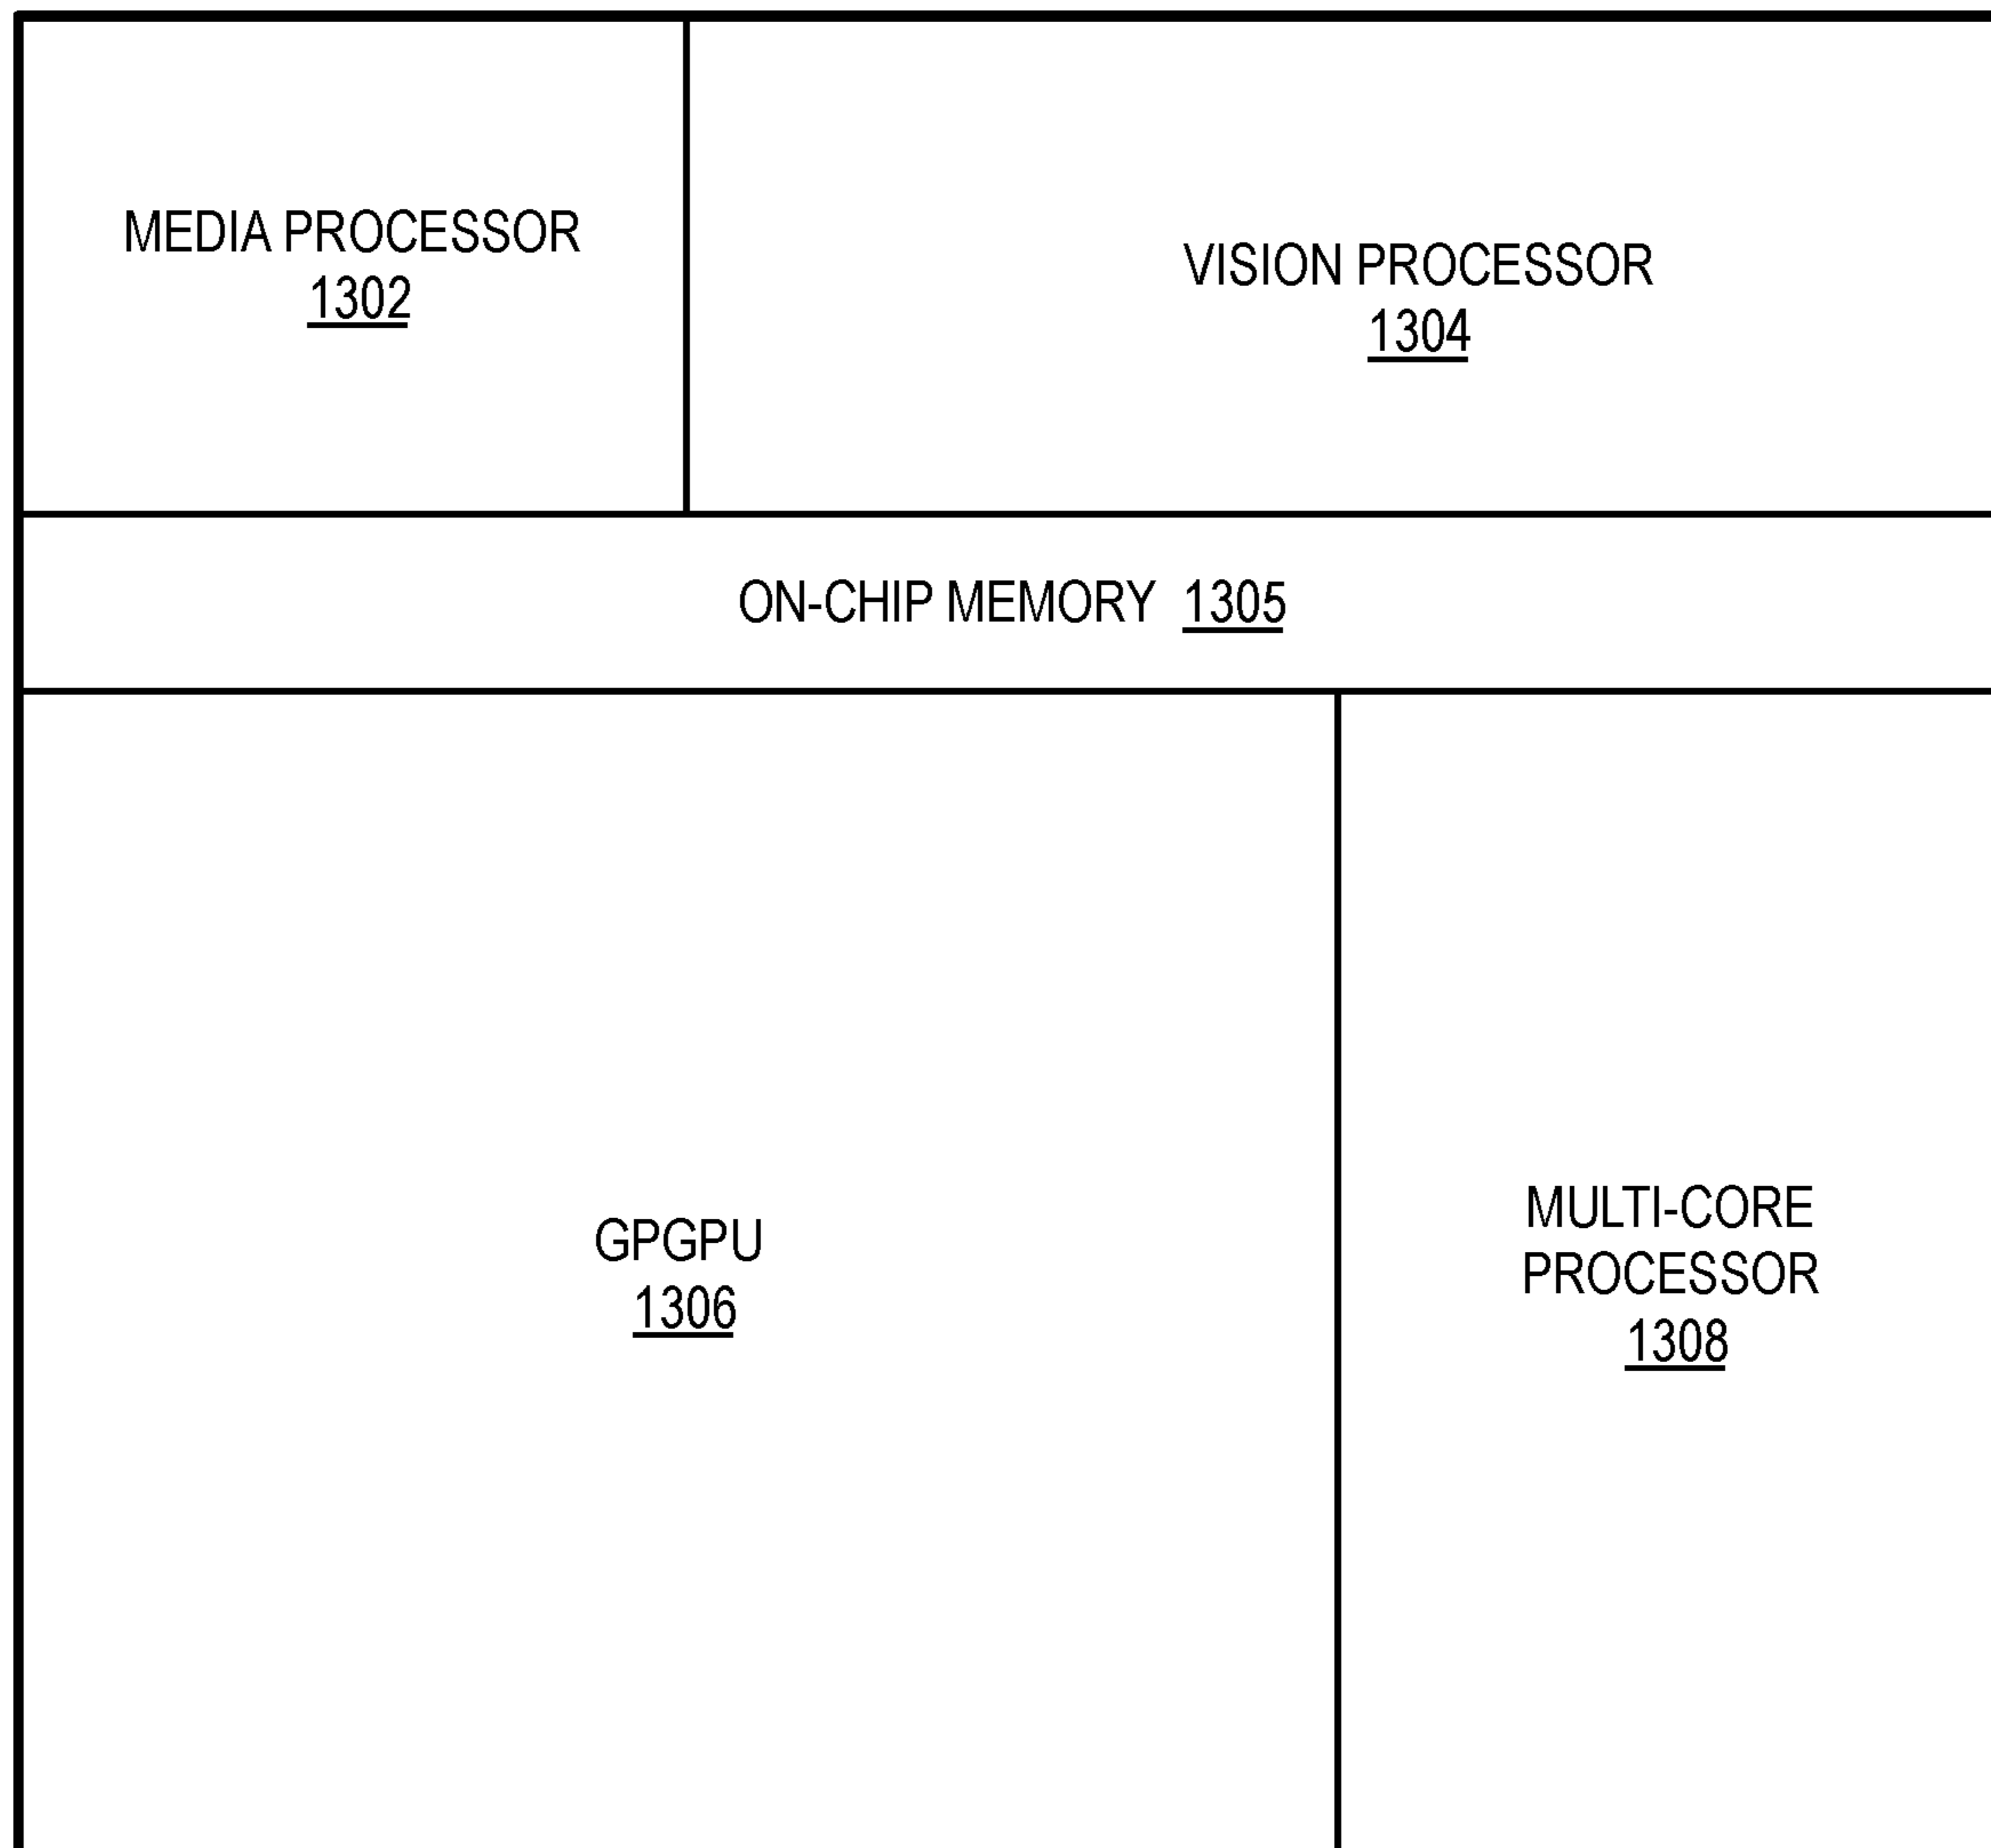 MEDIA PROCESSOR
1302
VISION PROCESSOR
1304
ON-CHIP MEMORY 1305
GPGPU
1306
MULTI-CORE
PROCESSOR
1308